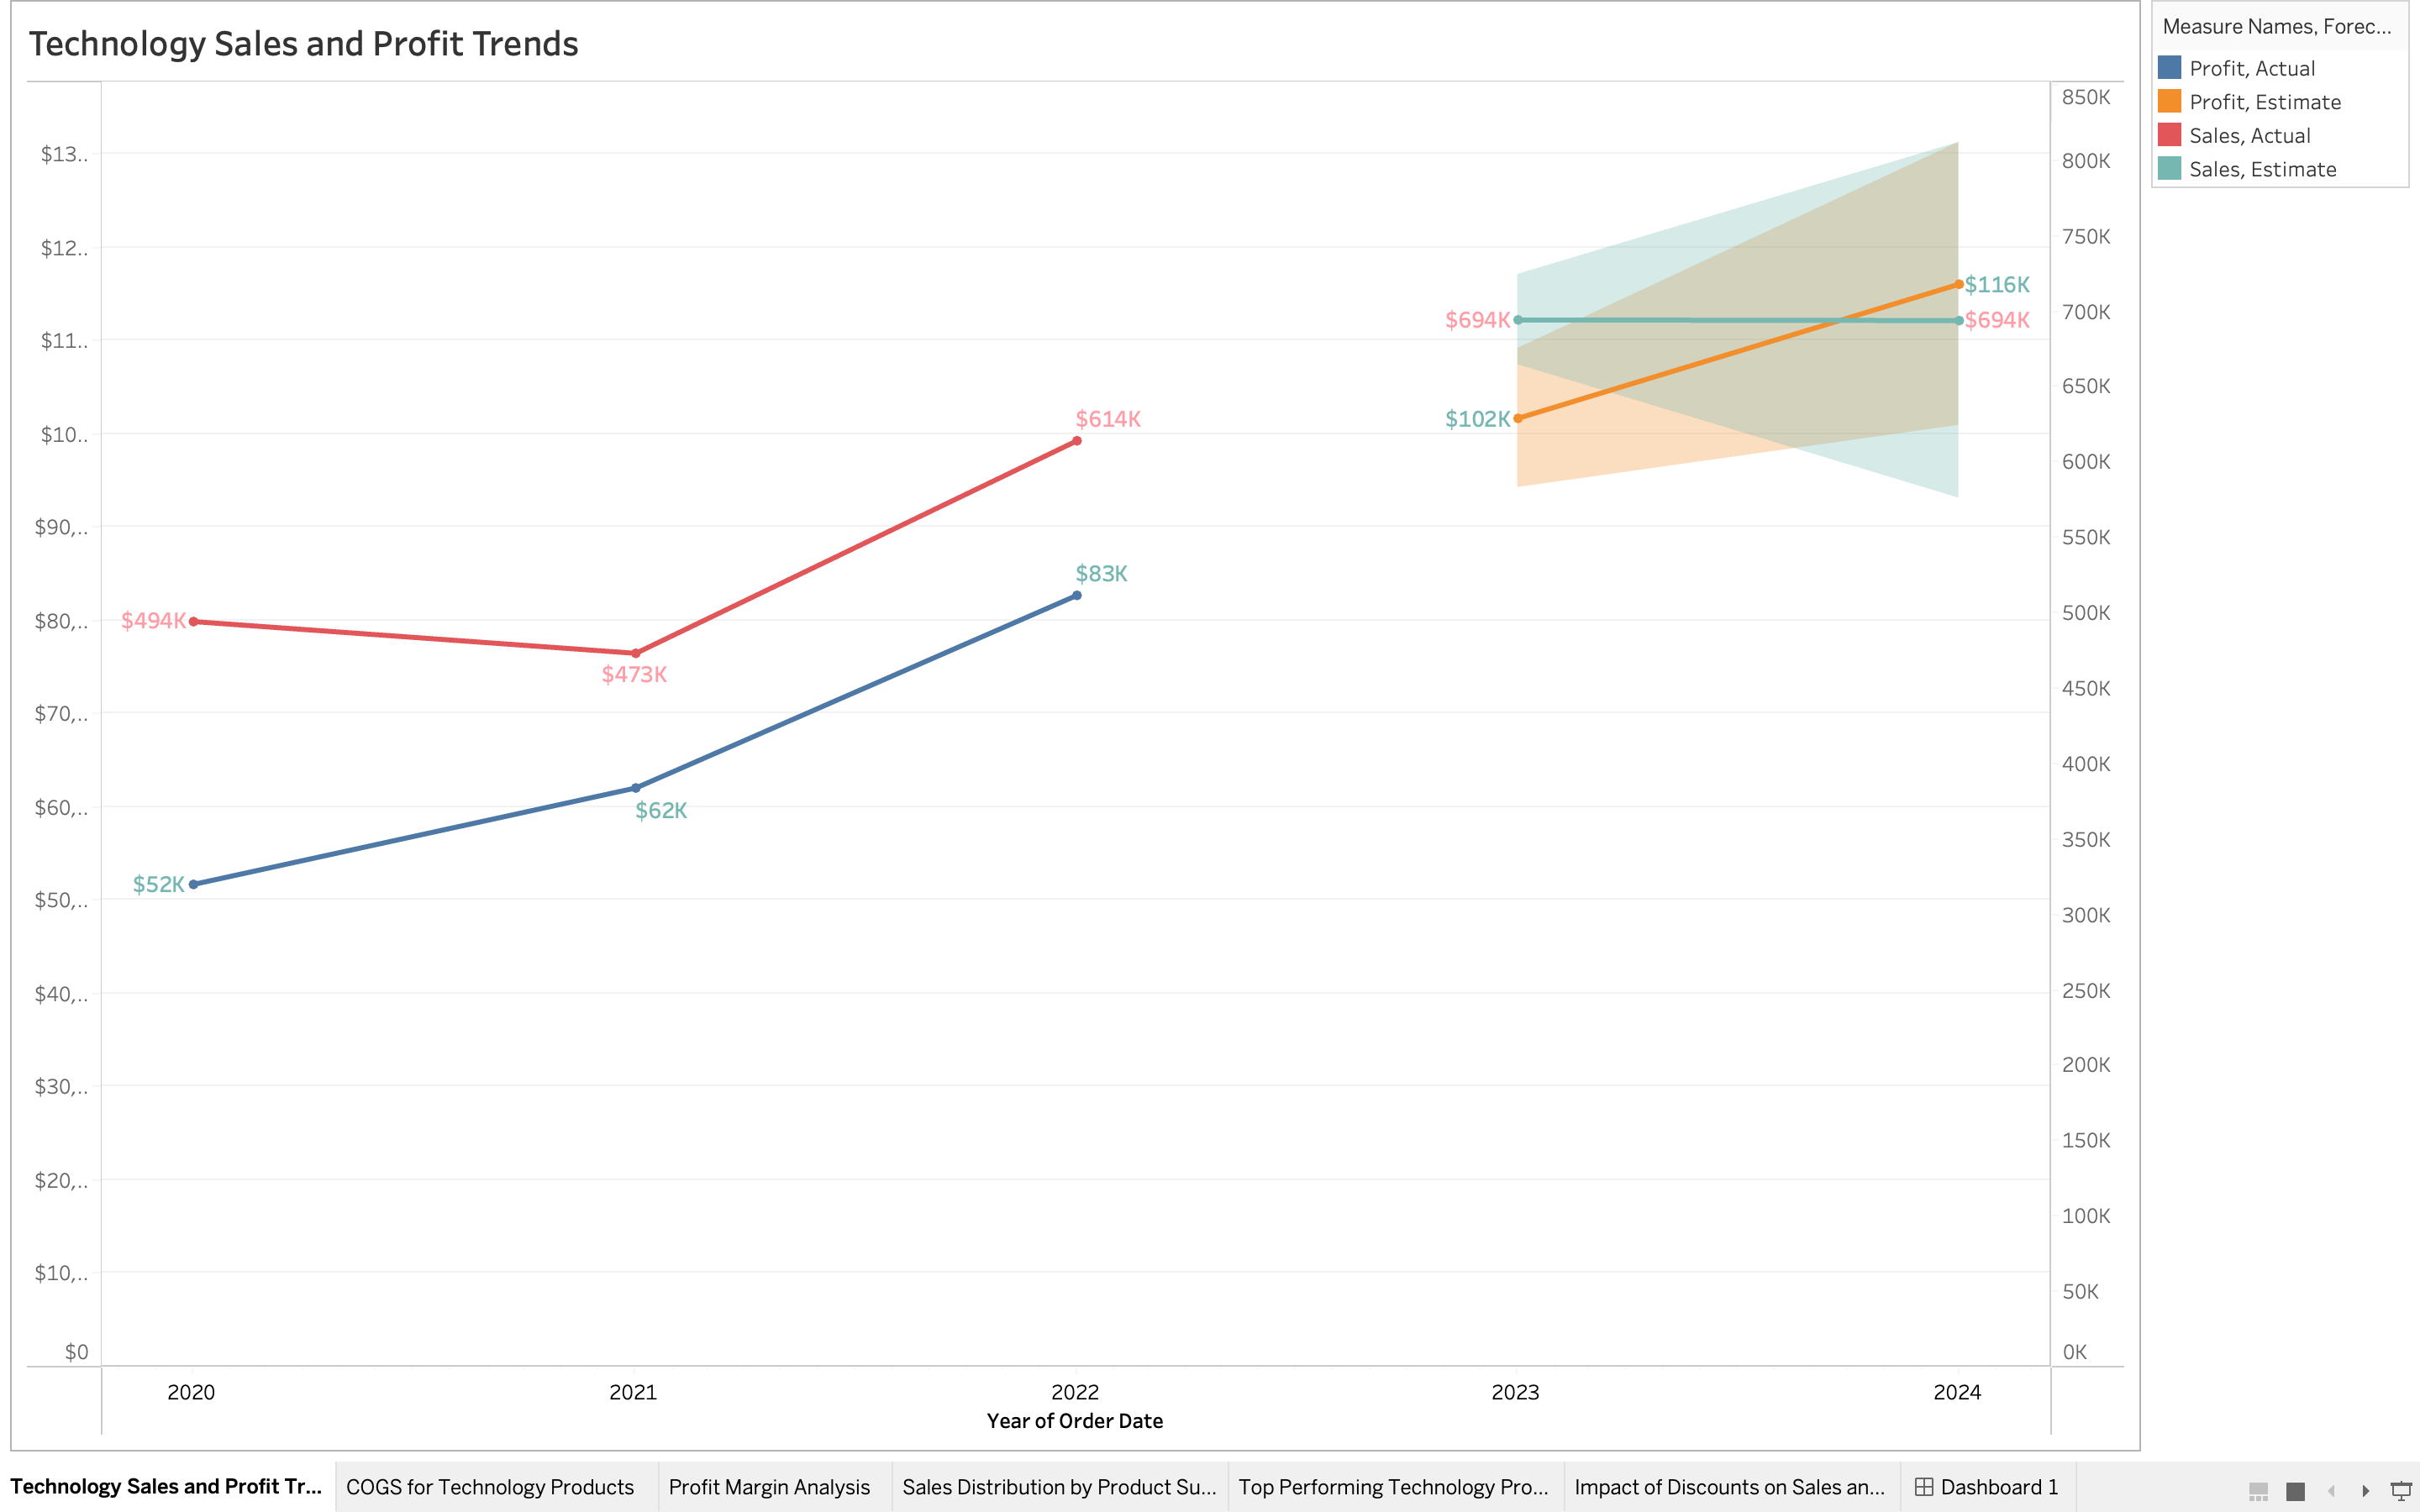 Technology Sales and Profit Trends
Measure Names, Forec...
Profit, Actual
Profit, Estimate
Sales, Actual
Sales, Estimate
$13..
$12..
$11..
$10..
$90,..
$80,..
$70,..
$60,..
$50,..
$40,..
$30,..
$20,..
$10,..
$0
$494K
$473K
$614K
$52K
$62K
$83K
$694K
$102K
$116K
$694K
850K
800K
750K
700K
650K
600K
550K
500K
450K
400K
350K
300K
250K
200K
150K
100K
50K
0K
2020 2021 2022 2023 2024
Year of Order Date
Technology Sales and Profit Tr... COGS for Technology Products Profit Margin Analysis Sales Distribution by Product Su... Top Performing Technology Pro... Impact of Discounts on Sales an... Dashboard 1